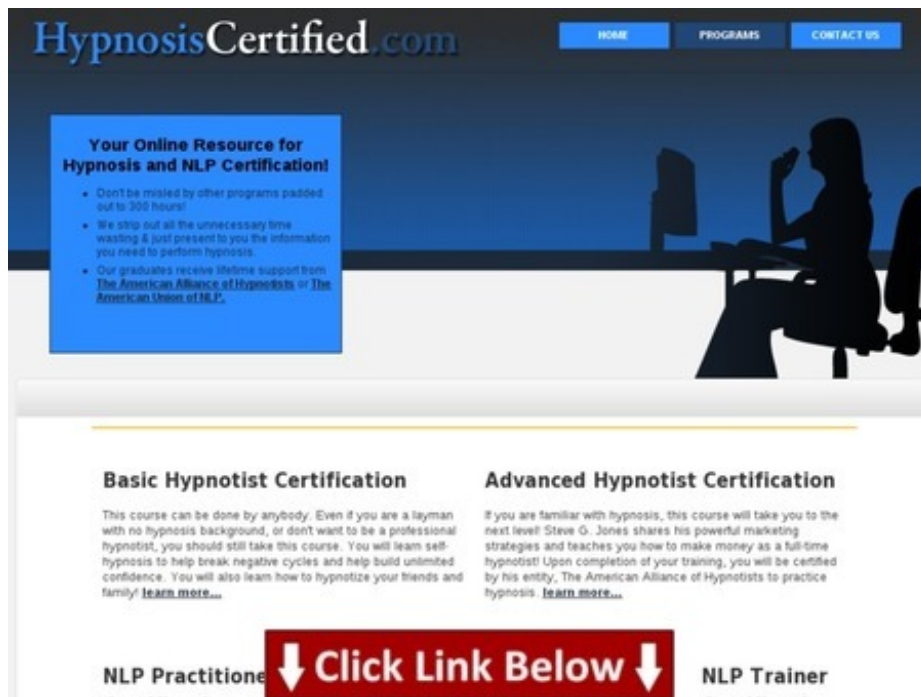 HypnosisCertified.com
HOME
PROGRAMS
CONTACT US
Your Online Resource for
Hypnosis and NLP Certification!
Don't be misled by other programs padded
out to 300 hours!
We strip out all the unnecessary time
wasting & just present to you the information
you need to perform hypnosis.
Our graduates receive lifetime support from
The American Alliance of Hypnotists or The
American Union of NLP.
Basic Hypnotist Certification
This course can be done by anybody. Even if you are a layman
with no hypnosis background, or don't want to be a professional
hypnotist, you should still take this course. You will learn self-
hypnosis to help break negative cycles and help build unlimited
confidence. You will also learn how to hypnotize your friends and
family! learn more...
Advanced Hypnotist Certification
If you are familiar with hypnosis, this course will take you to the
next level! Steve G. Jones shares his powerful marketing
strategies and teaches you how to make money as a full-time
hypnotist! Upon completion of your training, you will be certified
by his entity, The American Alliance of Hypnotists to practice
hypnosis. learn more...
NLP Practitione
Click Link Below
NLP Trainer